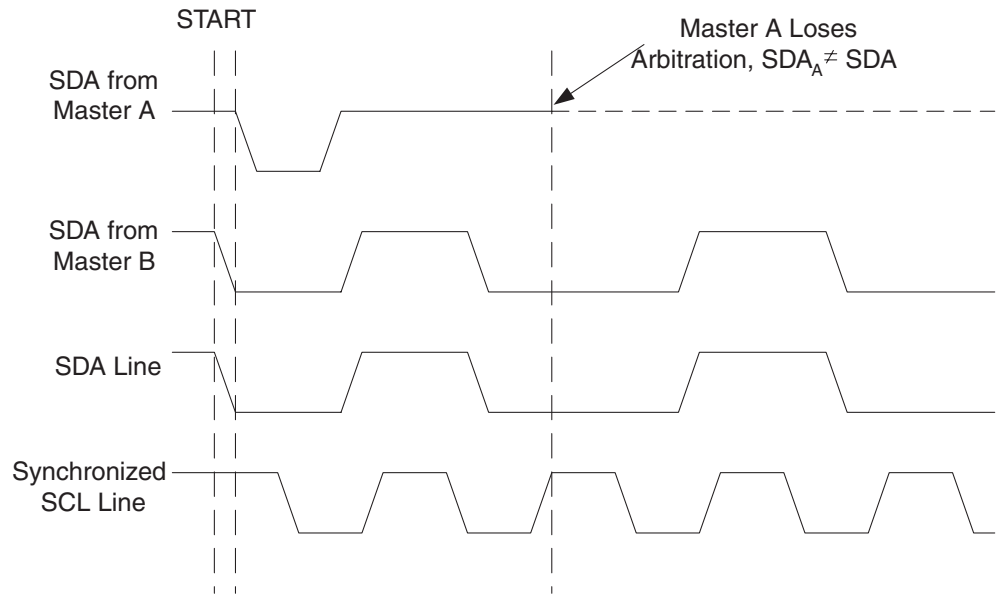 START
Master A Loses
Arbitration, SDA_A ≠ SDA
SDA from
Master A
SDA from
Master B
SDA Line
Synchronized
SCL Line